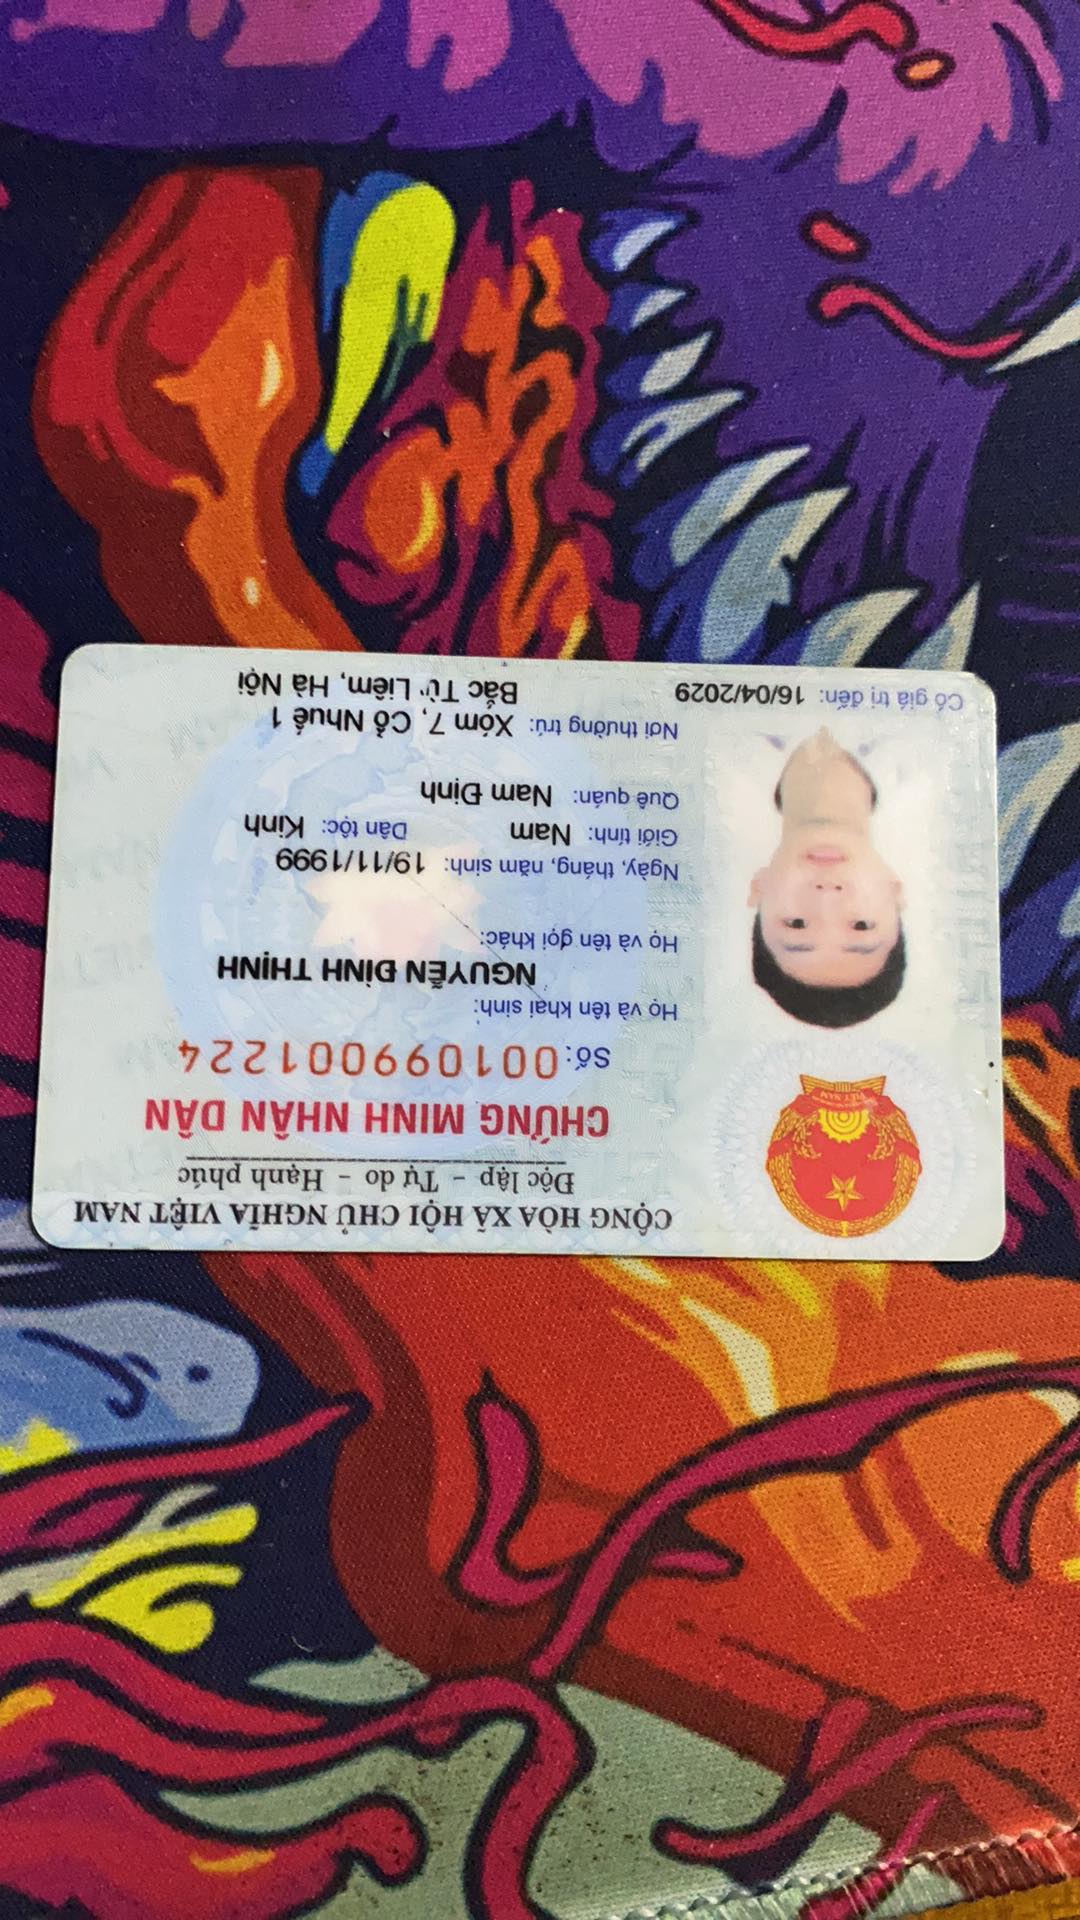 CỘNG HÒA XÃ HỘI CHỦ NGHĨA VIỆT NAM
Độc lập - Tự do - Hạnh phúc
CHỨNG MINH NHÂN DÂN
Số: 001099001224
Họ và tên khai sinh:
NGUYỄN ĐÌNH THỊNH
Họ và tên gọi khác:
Ngày, tháng, năm sinh: 19/11/1999
Giới tính: Nam Dân tộc: Kinh
Quê quán: Nam Định
Nơi thường trú: Xóm 7, Cổ Nhuế 1
Bắc Từ Liêm, Hà Nội
Có giá trị đến: 16/04/2029
VIỆT NAM